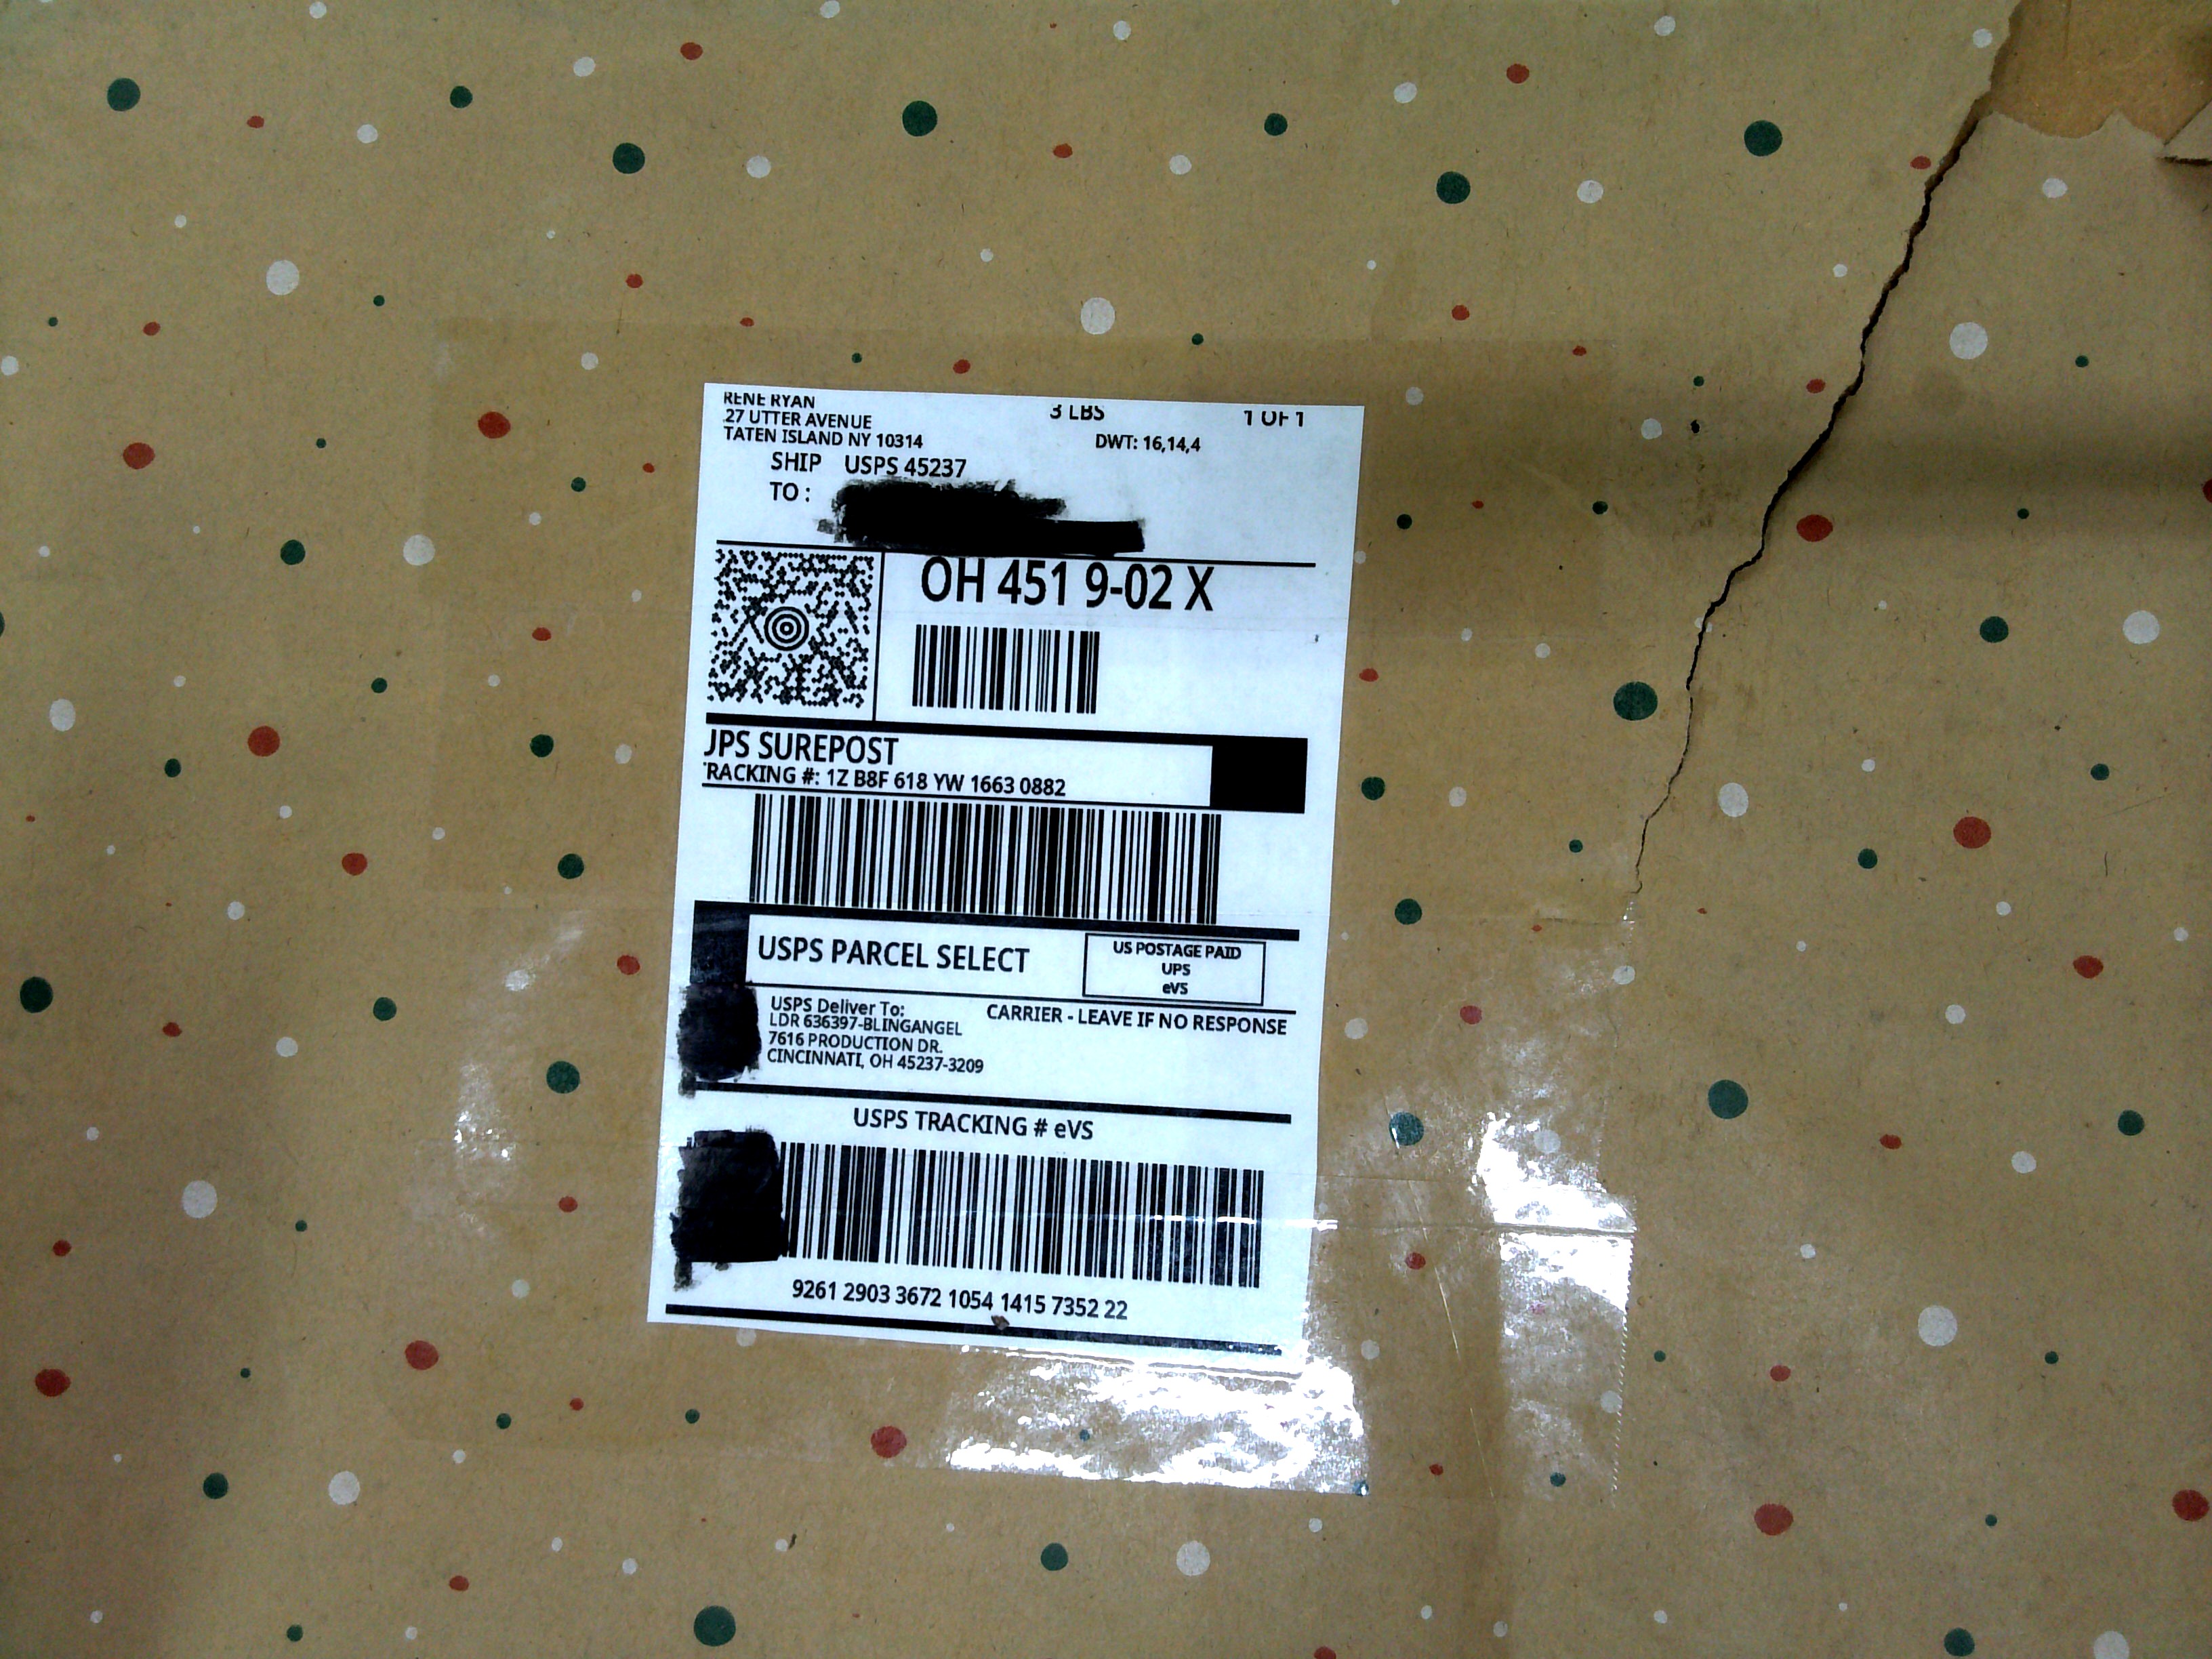 RENE RYAN
27 UTTER AVENUE
TATEN ISLAND NY 10314
3 LBS
1 OF 1
DWT: 16,14,4
SHIP USPS 45237
TO :
OH 451 9-02 X
JPS SUREPOST
TRACKING #: 1Z B8F 618 YW 1663 0882
USPS PARCEL SELECT
US POSTAGE PAID
UPS
eVS
USPS Deliver To:
CARRIER - LEAVE IF NO RESPONSE
LDR 636397-BLINGANGEL
7616 PRODUCTION DR.
CINCINNATI, OH 45237-3209
USPS TRACKING # eVS
9261 2903 3672 1054 1415 7352 22